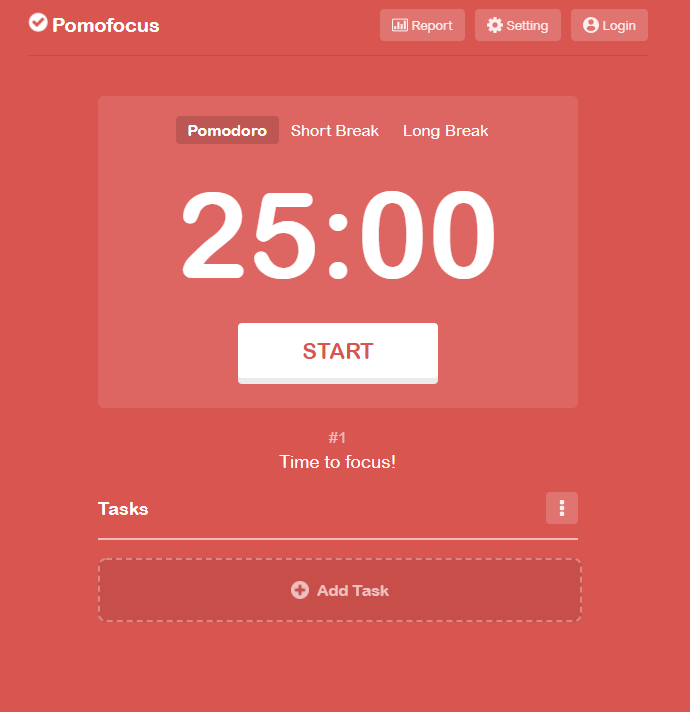 Pomofocus
Report
Setting
Login
Pomodoro
Short Break
Long Break
25:00
START
#1
Time to focus!
Tasks
Add Task